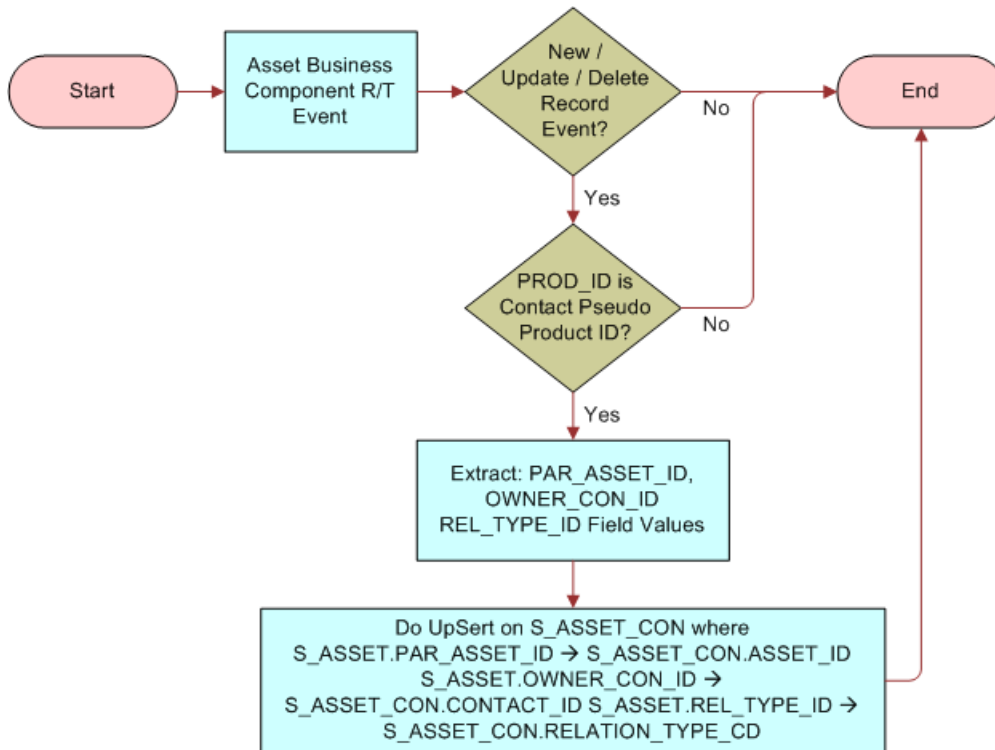 Start
Asset Business
Component R/T
Event
New /
Update / Delete
Record
Event?
No
End
Yes
PROD_ID is
Contact Pseudo
Product ID?
No
Yes
Extract: PAR_ASSET_ID,
OWNER_CON_ID
REL_TYPE_ID Field Values
Do UpSert on S_ASSET_CON where
S_ASSET.PAR_ASSET_ID → S_ASSET_CON.ASSET_ID
S_ASSET.OWNER_CON_ID →
S_ASSET_CON.CONTACT_ID S_ASSET.REL_TYPE_ID →
S_ASSET_CON.RELATION_TYPE_CD